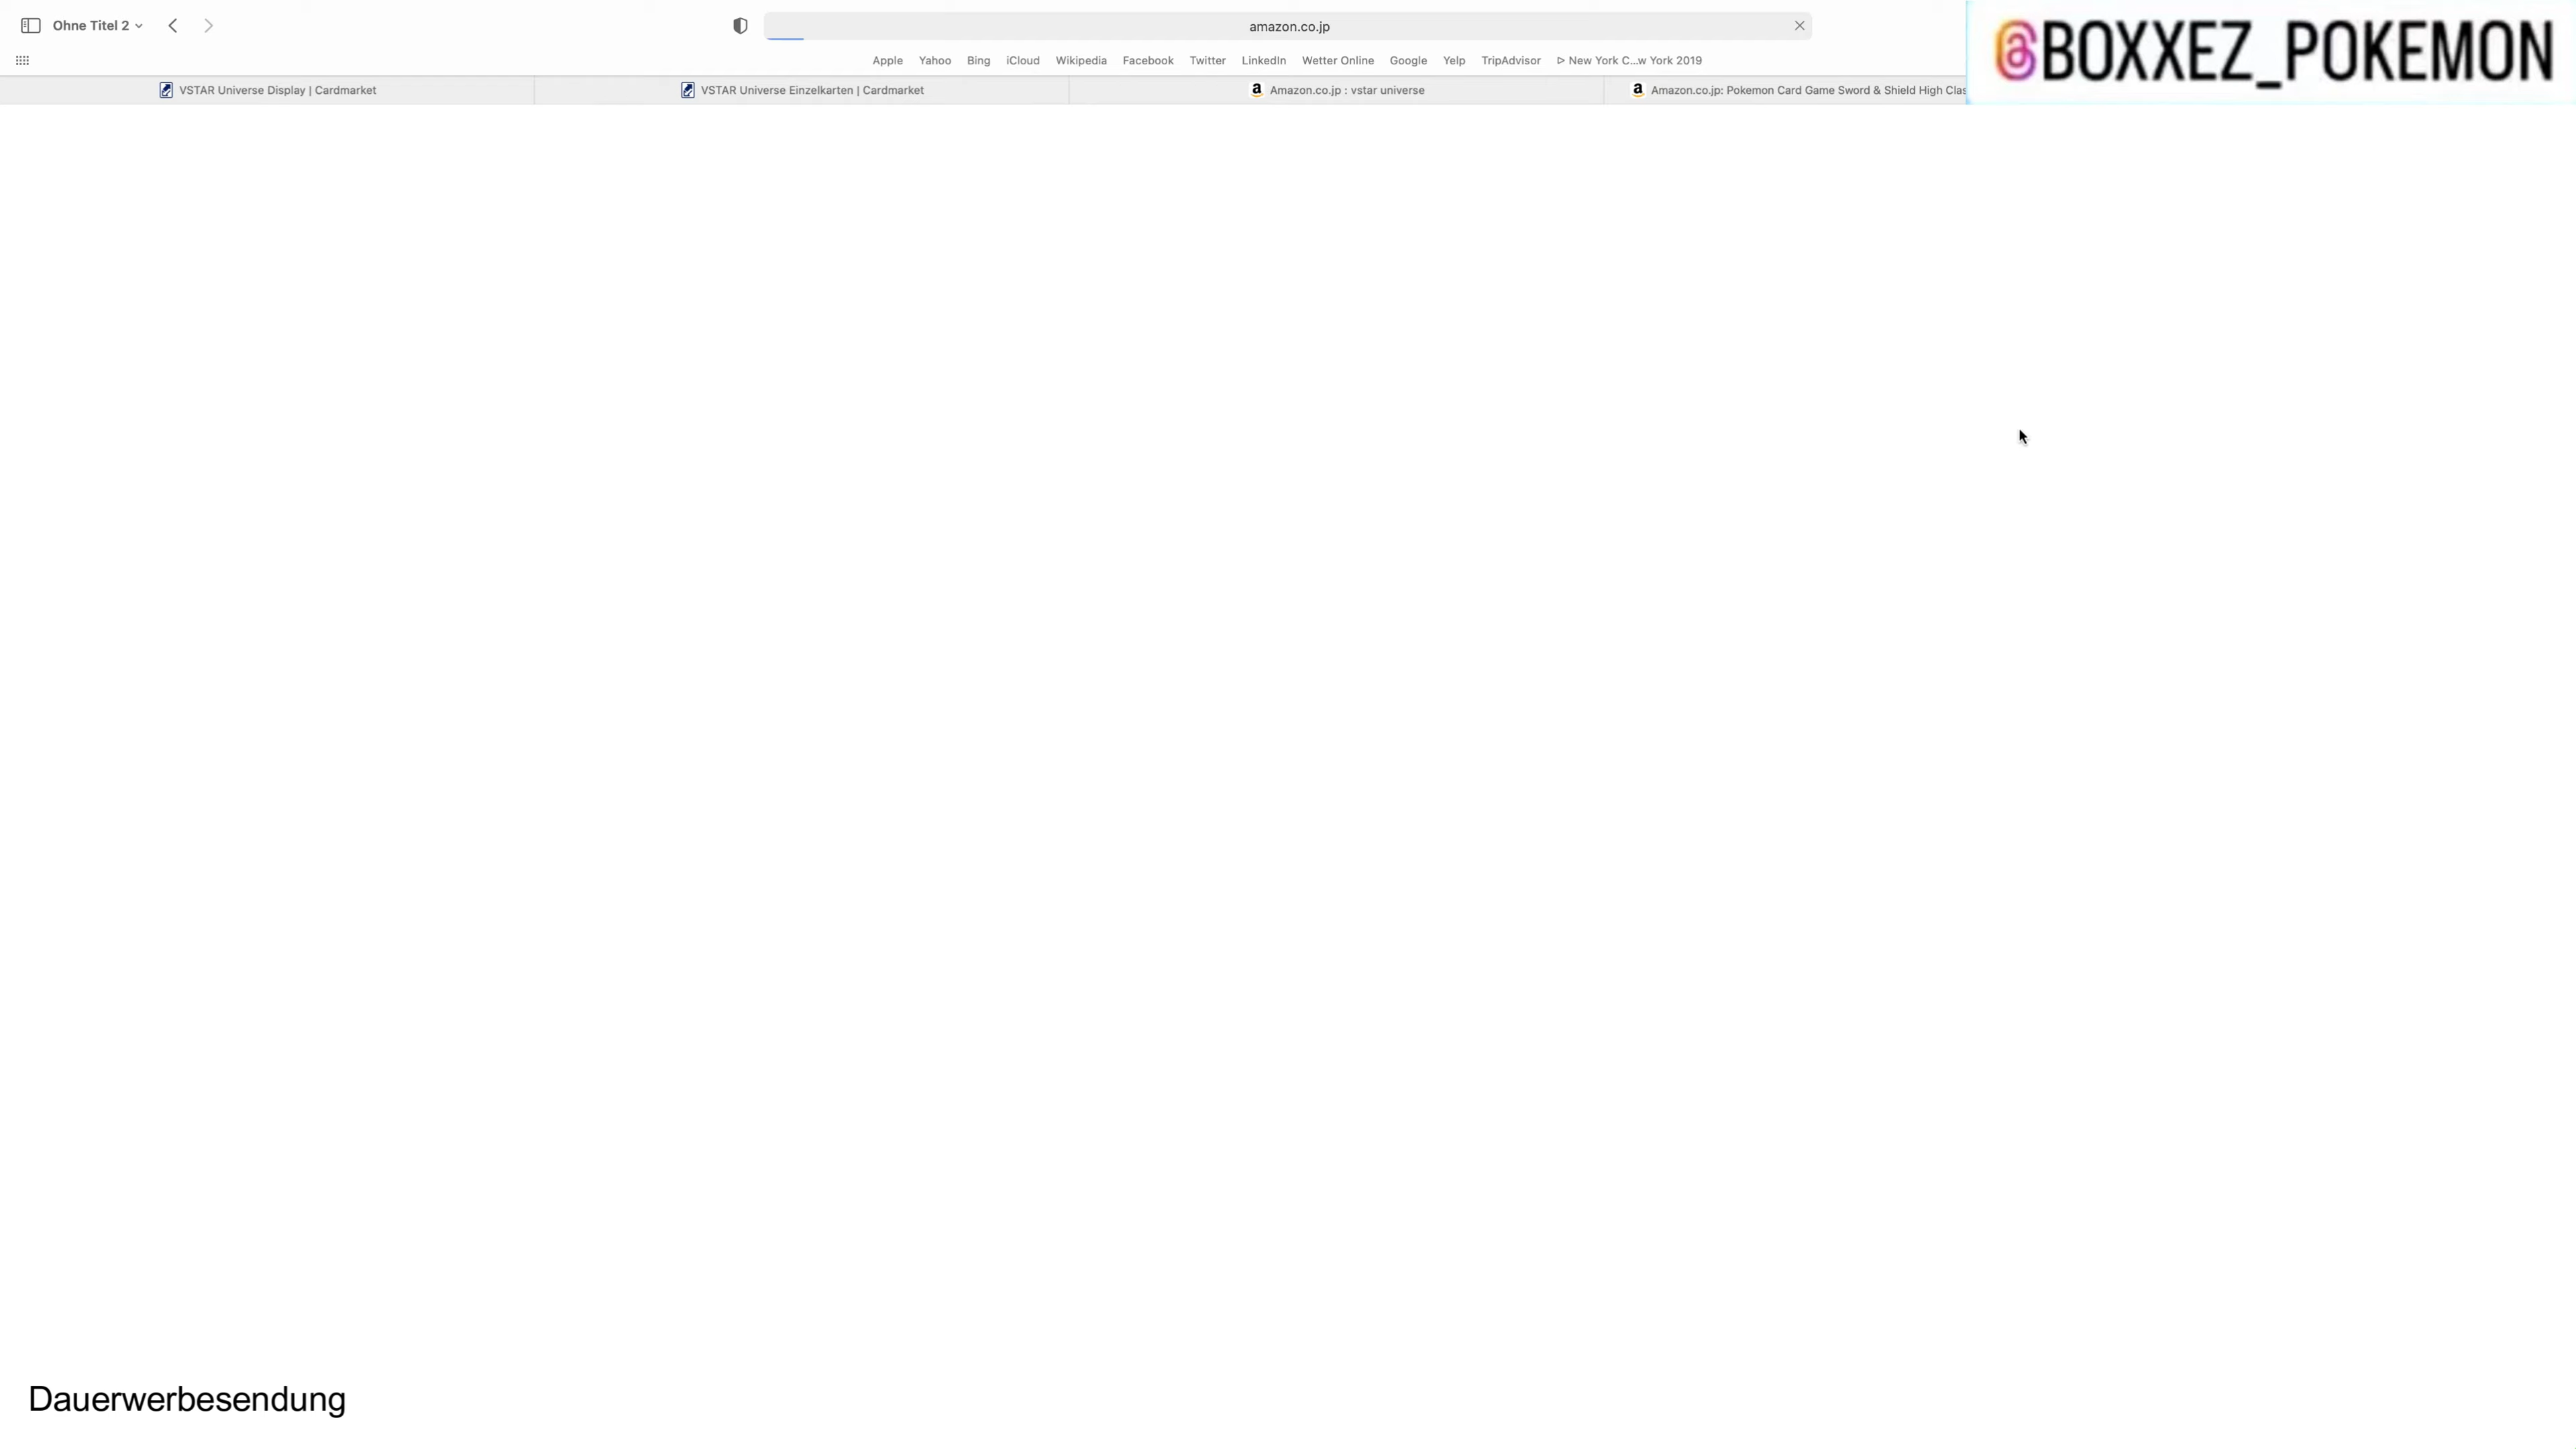 Ohne Titel 2
amazon.co.jp
@BOXXEZ_POKEMON
Apple Yahoo Bing iCloud Wikipedia Facebook Twitter LinkedIn Wetter Online Google Yelp TripAdvisor New York C...w York 2019
VSTAR Universe Display | Cardmarket VSTAR Universe Einzelkarten | Cardmarket Amazon.co.jp : vstar universe Amazon.co.jp: Pokemon Card Game Sword & Shield High Clas
Dauerwerbesendung